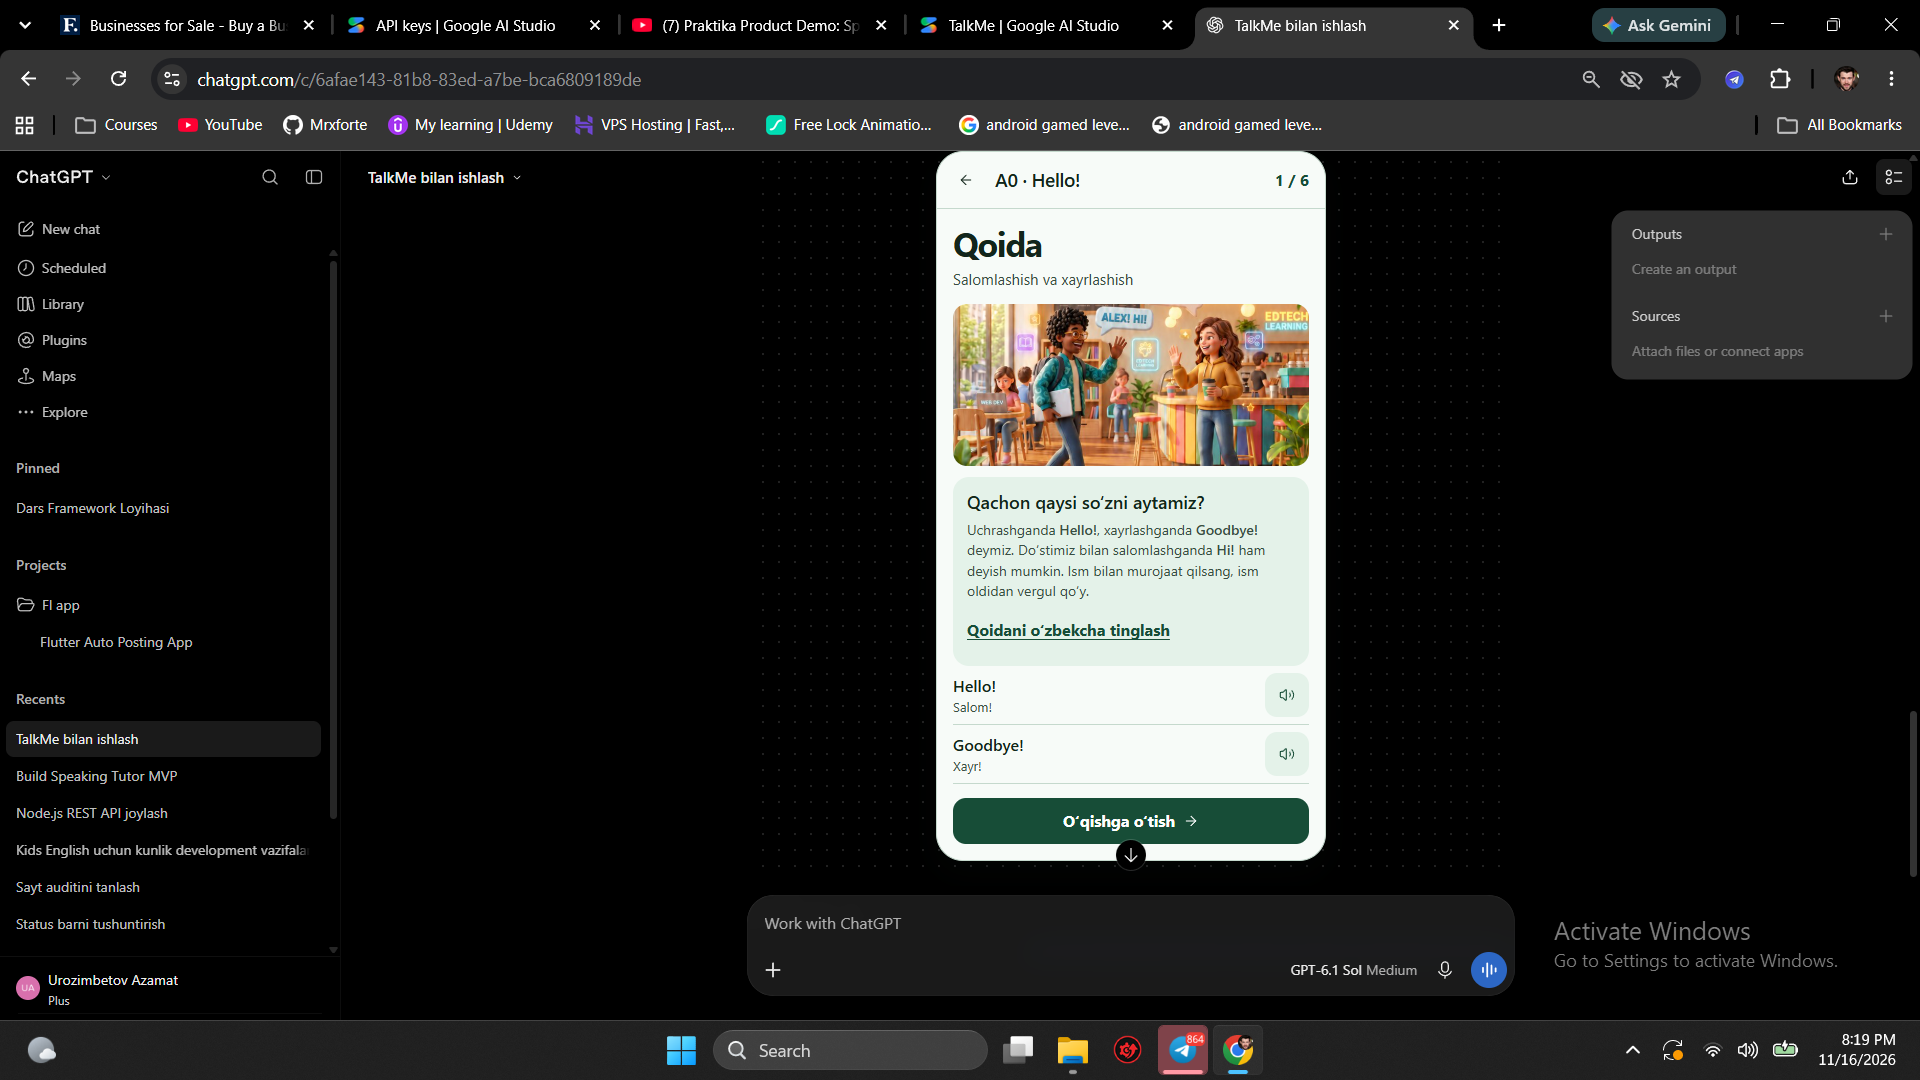 Businesses for Sale - Buy a Bu
API keys | Google AI Studio
(7) Praktika Product Demo: Sp
TalkMe | Google AI Studio
TalkMe bilan ishlash
Ask Gemini
chatgpt.com/c/6afae143-81b8-83ed-a7be-bca6809189de
Courses
YouTube
Mrxforte
My learning | Udemy
VPS Hosting | Fast,...
Free Lock Animatio...
android gamed leve...
android gamed leve...
All Bookmarks
ChatGPT
New chat
Scheduled
Library
Plugins
Maps
Explore
Pinned
Dars Framework Loyihasi
Projects
FI app
Flutter Auto Posting App
Recents
TalkMe bilan ishlash
Build Speaking Tutor MVP
Node.js REST API joylash
Kids English uchun kunlik development vazifala
Sayt auditini tanlash
Status barni tushuntirish
UA
Urozimbetov Azamat
Plus
TalkMe bilan ishlash
A0 · Hello!
1 / 6
Qoida
Salomlashish va xayrlashish
ALEX! HI!
EDTECH
LEARNING
WEB DEV
Qachon qaysi so‘zni aytamiz?
Uchrashganda Hello!, xayrlashganda Goodbye!
deymiz. Do‘stimiz bilan salomlashganda Hi! ham
deyish mumkin. Ism bilan murojaat qilsang, ism
oldidan vergul qo‘y.
Qoidani o‘zbekcha tinglash
Hello!
Salom!
Goodbye!
Xayr!
O‘qishga o‘tish →
Work with ChatGPT
GPT-6.1 Sol Medium
Outputs
Create an output
Sources
Attach files or connect apps
Activate Windows
Go to Settings to activate Windows.
Search
864
8:19 PM
11/16/2026